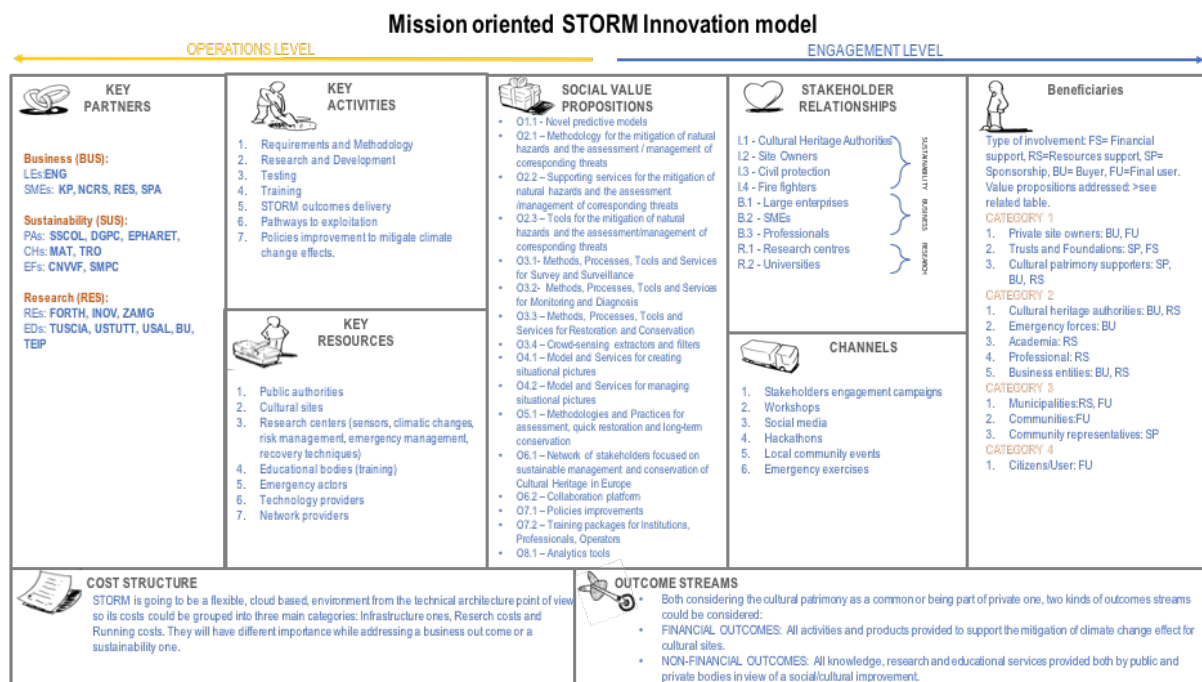 Mission oriented STORM Innovation model
OPERATIONS LEVEL
ENGAGEMENT LEVEL
KEY
PARTNERS
Business (BUS):
LEs:ENG
SMEs: KP, NCRS, RES, SPA
Sustainability (SUS):
PAs: SSCOL, DGPC, EPHARET,
CHs: MAT, TRO
EFs: CNVVF, SMPC
Research (RES):
REs: FORTH, INOV, ZAMG
EDs: TUSCIA, USTUTT, USAL, BU,
TEIP
KEY
ACTIVITIES
1. Requirements and Methodology
2. Research and Development
3. Testing
4. Training
5. STORM outcomes delivery
6. Pathways to exploitation
7. Policies improvement to mitigate climate
change effects.
KEY
RESOURCES
1. Public authorities
2. Cultural sites
3. Research centers (sensors, climatic changes,
risk management, emergency management,
recovery techniques)
4. Educational bodies (training)
5. Emergency actors
6. Technology providers
7. Network providers
SOCIAL VALUE
PROPOSITIONS
• O1.1 - Novel predictive models
• O2.1 – Methodology for the mitigation of natural
hazards and the assessment / management of
corresponding threats
• O2.2 – Supporting services for the mitigation of
natural hazards and the assessment
/management of corresponding threats
• O2.3 – Tools for the mitigation of natural
hazards and the assessment/management of
corresponding threats
• O3.1- Methods, Processes, Tools and Services
for Survey and Surveillance
• O3.2- Methods, Processes, Tools and Services
for Monitoring and Diagnosis
• O3.3 – Methods, Processes, Tools and
Services for Restoration and Conservation
• O3.4 – Crowd-sensing extractors and filters
• O4.1 – Model and Services for creating
situational pictures
• O4.2 – Model and Services for managing
situational pictures
• O5.1 – Methodologies and Practices for
assessment, quick restoration and long-term
conservation
• O6.1 – Network of stakeholders focused on
sustainable management and conservation of
Cultural Heritage in Europe
• O6.2 – Collaboration platform
• O7.1 – Policies improvements
• O7.2 – Training packages for Institutions,
Professionals, Operators
• O8.1 – Analytics tools
STAKEHOLDER
RELATIONSHIPS
I.1 - Cultural Heritage Authorities
I.2 - Site Owners
I.3 - Civil protection
I.4 - Fire fighters
B.1 - Large enterprises
B.2 - SMEs
B.3 - Professionals
R.1 - Research centres
R.2 - Universities
SUSTAINABILITY
BUSINESS
RESEARCH
CHANNELS
1. Stakeholders engagement campaigns
2. Workshops
3. Social media
4. Hackathons
5. Local community events
6. Emergency exercises
Beneficiaries
Type of involvement: FS= Financial
support, RS=Resources support, SP=
Sponsorship, BU= Buyer, FU=Final user.
Value propositions addressed: >see
related table.
CATEGORY 1
1. Private site owners: BU, FU
2. Trusts and Foundations: SP, FS
3. Cultural patrimony supporters: SP,
BU, RS
CATEGORY 2
1. Cultural heritage authorities: BU, RS
2. Emergency forces: BU
3. Academia: RS
4. Professional: RS
5. Business entities: BU, RS
CATEGORY 3
1. Municipalities:RS, FU
2. Communities:FU
3. Community representatives: SP
CATEGORY 4
1. Citizens/User: FU
COST STRUCTURE
STORM is going to be a flexible, cloud based, environment from the technical architecture point of view
so its costs could be grouped into three main categories: Infrastructure ones, Reserch costs and
Running costs. They will have different importance while addressing a business out come or a
sustainability one.
OUTCOME STREAMS
• Both considering the cultural patrimony as a common or being part of private one, two kinds of outcomes streams
could be considered:
• FINANCIAL OUTCOMES: All activities and products provided to support the mitigation of climate change effect for
cultural sites.
• NON-FINANCIAL OUTCOMES: All knowledge, research and educational services provided both by public and
private bodies in view of a social/cultural improvement.